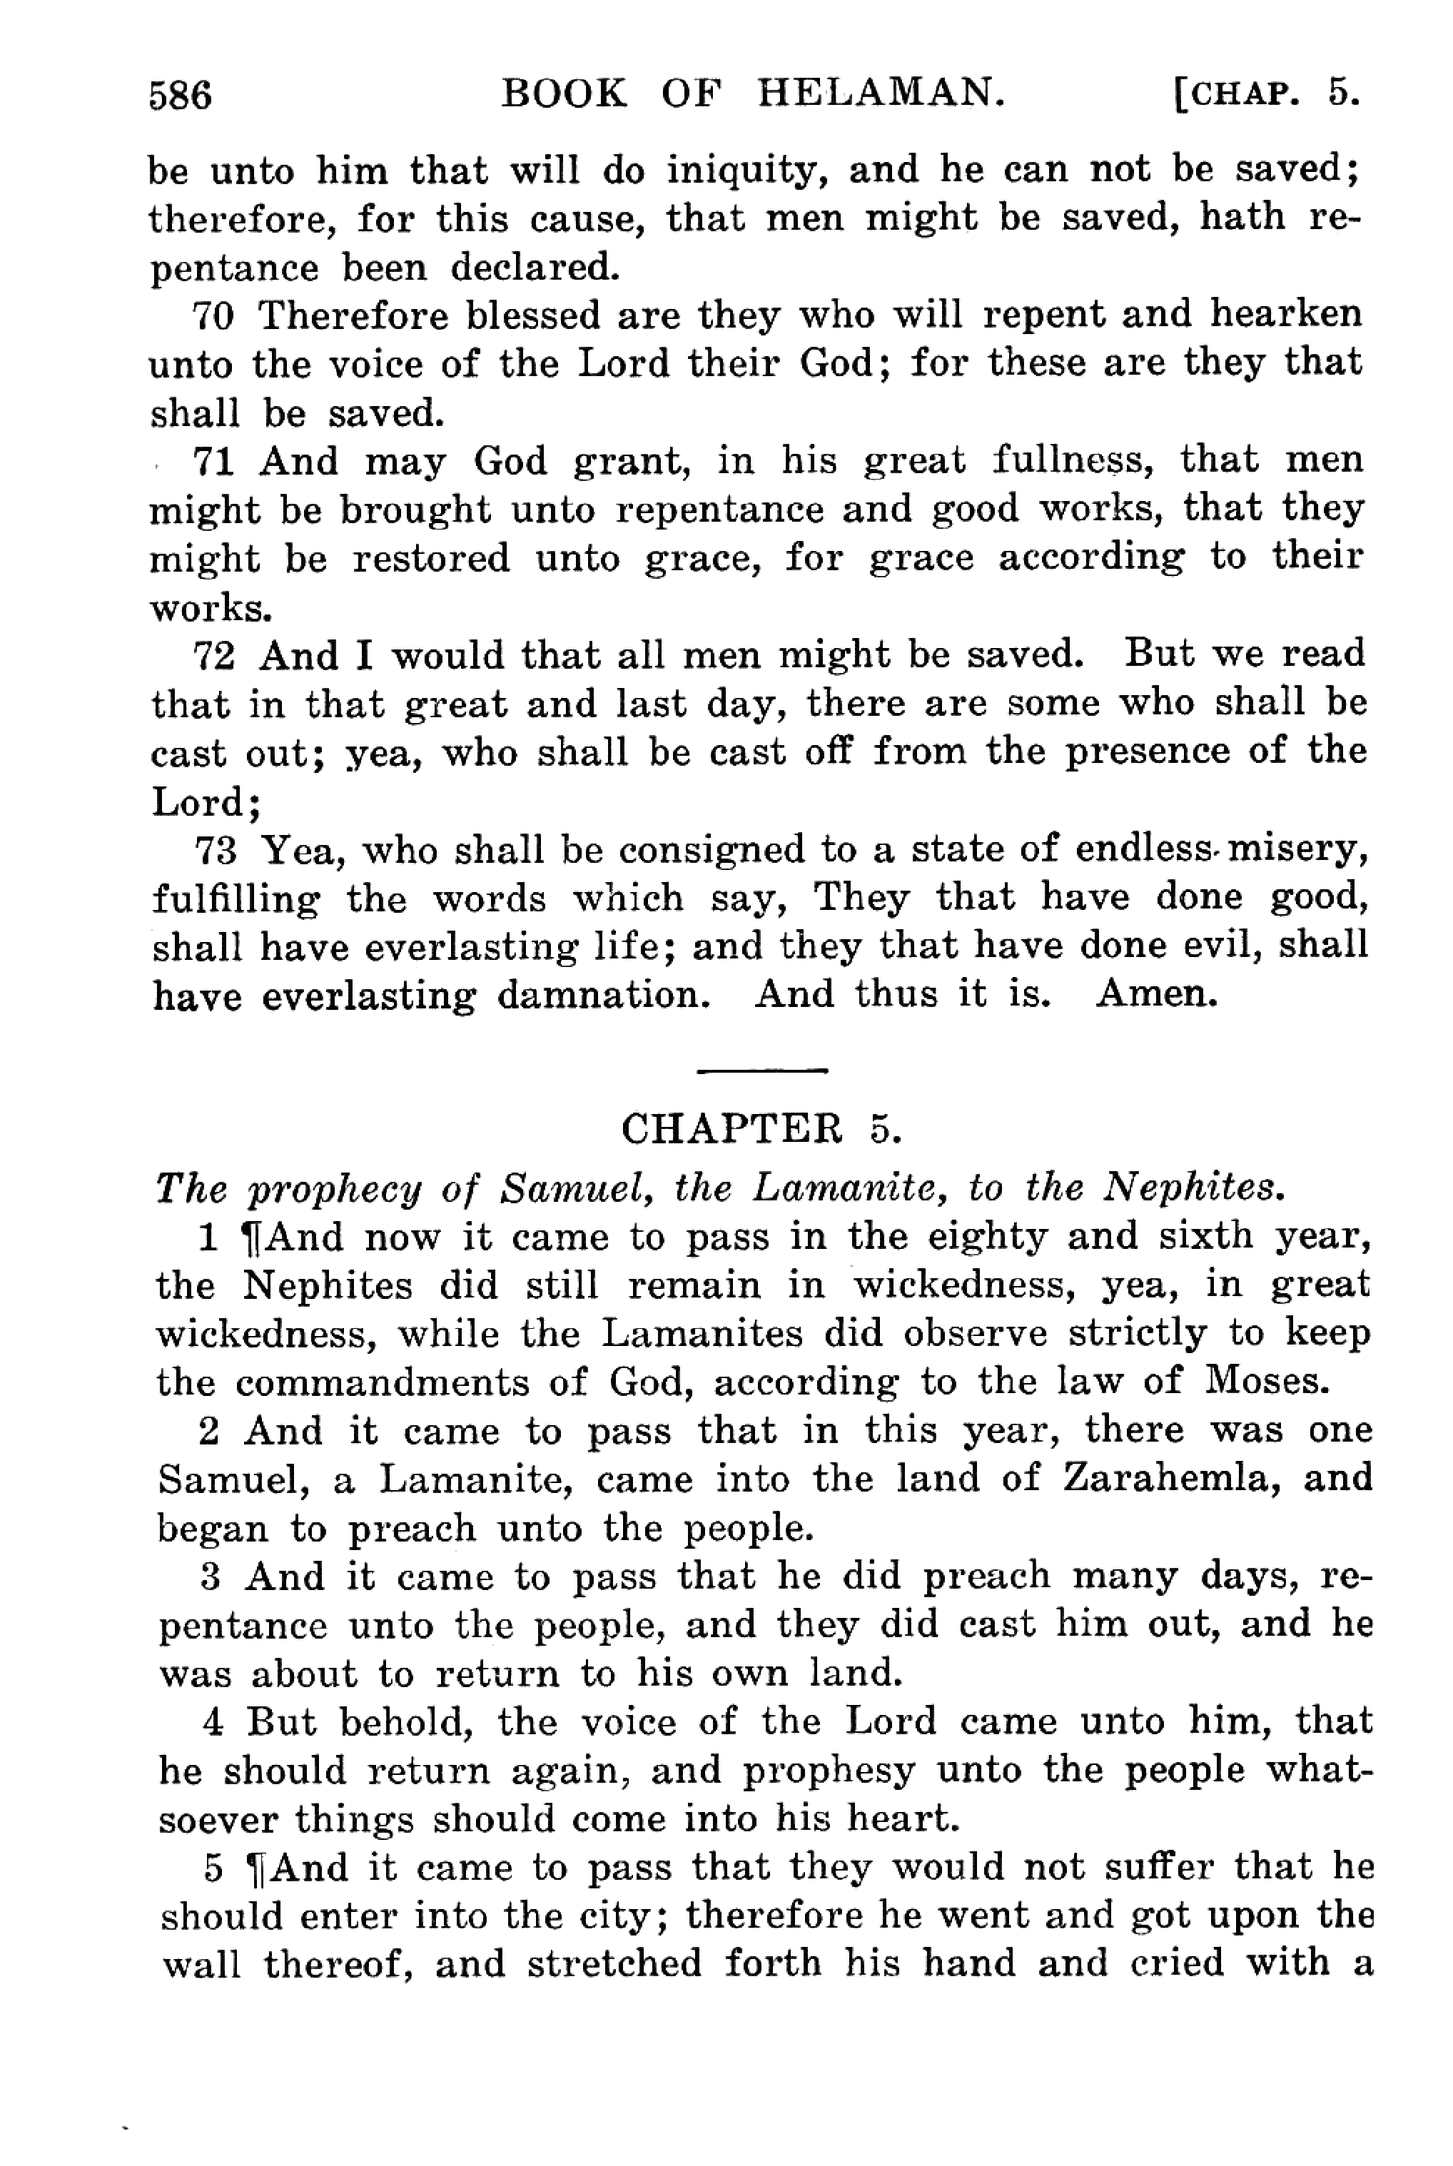 586 BOOK OF HELAMAN. [CHAP. 5.
be unto him that will do iniquity, and he can not be saved;
therefore, for this cause, that men might be saved, hath re-
pentance been declared.
70 Therefore blessed are they who will repent and hearken
unto the voice of the Lord their God; for these are they that
shall be saved.
71 And may God grant, in his great fullness, that men
might be brought unto repentance and good works, that they
might be restored unto grace, for grace according to their
works.
72 And I would that all men might be saved. But we read
that in that great and last day, there are some who shall be
cast out; yea, who shall be cast off from the presence of the
Lord;
73 Yea, who shall be consigned to a state of endless misery,
fulfilling the words which say, They that have done good,
shall have everlasting life; and they that have done evil, shall
have everlasting damnation. And thus it is. Amen.
CHAPTER 5.
The prophecy of Samuel, the Lamanite, to the Nephites.
1 ¶And now it came to pass in the eighty and sixth year,
the Nephites did still remain in wickedness, yea, in great
wickedness, while the Lamanites did observe strictly to keep
the commandments of God, according to the law of Moses.
2 And it came to pass that in this year, there was one
Samuel, a Lamanite, came into the land of Zarahemla, and
began to preach unto the people.
3 And it came to pass that he did preach many days, re-
pentance unto the people, and they did cast him out, and he
was about to return to his own land.
4 But behold, the voice of the Lord came unto him, that
he should return again, and prophesy unto the people what-
soever things should come into his heart.
5 ¶And it came to pass that they would not suffer that he
should enter into the city; therefore he went and got upon the
wall thereof, and stretched forth his hand and cried with a